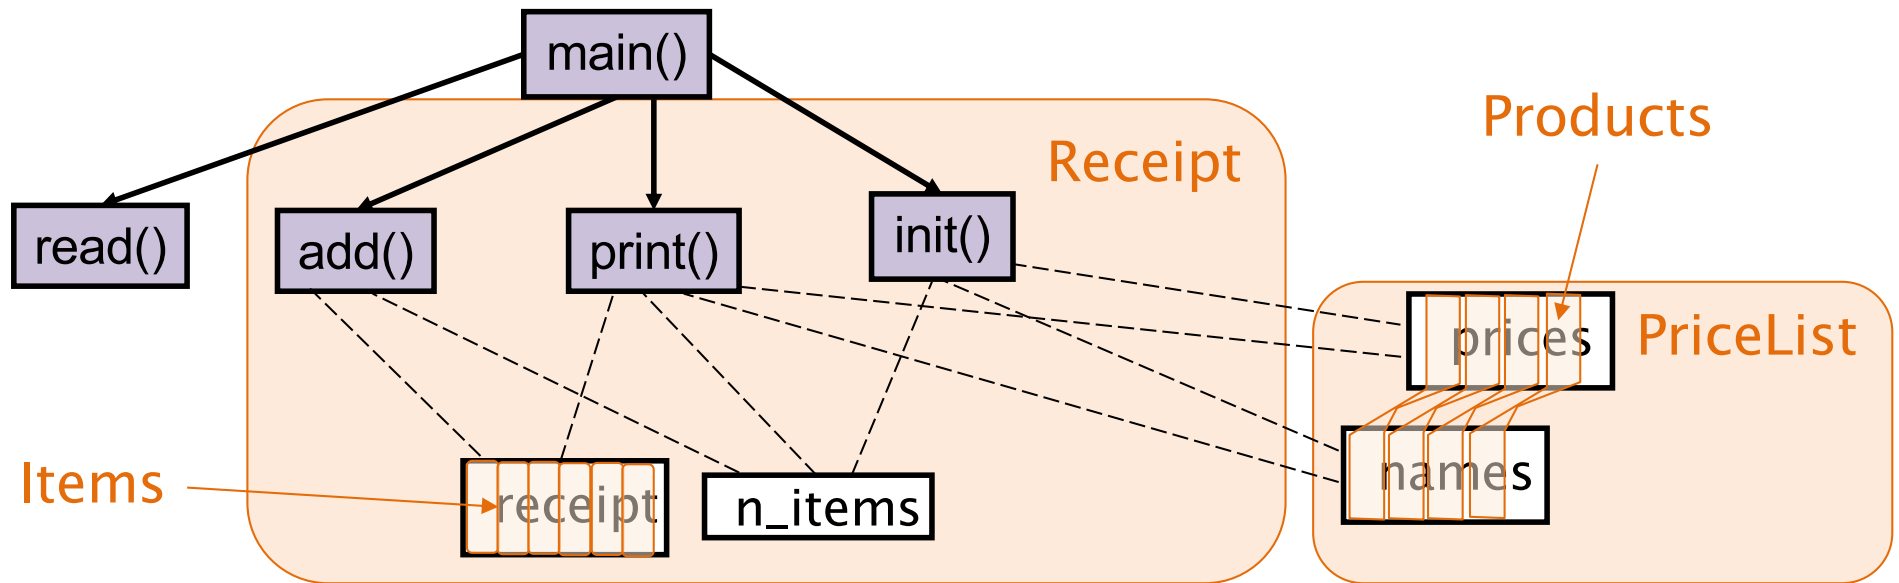 main()
Products
Receipt
read()
add()
print()
init()
prices
PriceList
names
Items
receipt
n_items